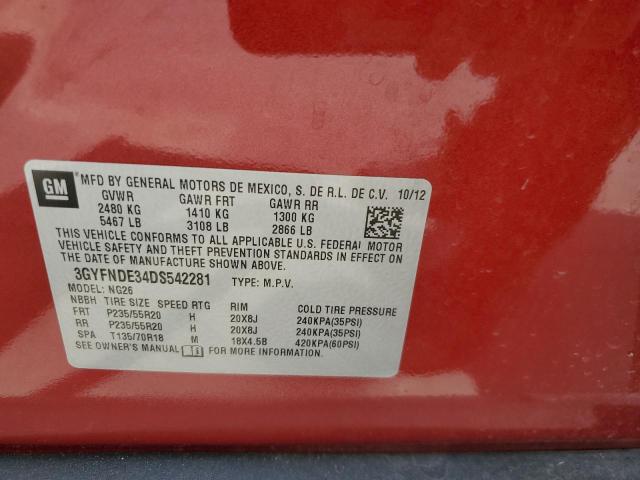 GM
MFD BY GENERAL MOTORS DE MEXICO, S. DE R.L. DE C.V. 10/12
GVWR GAWR FRT GAWR RR
2480 KG 1410 KG 1300 KG
5467 LB 3108 LB 2866 LB
THIS VEHICLE CONFORMS TO ALL APPLICABLE U.S. FEDERAL MOTOR
VEHICLE SAFETY AND THEFT PREVENTION STANDARDS IN EFFECT ON
THE DATE OF MANUFACTURE SHOWN ABOVE.
3GYFNDE34DS542281 TYPE: M.P.V.
MODEL: NG26
NBBH TIRE SIZE SPEED RTG RIM COLD TIRE PRESSURE
FRT P235/55R20 H 20X8J 240KPA(35PSI)
RR P235/55R20 H 20X8J 240KPA(35PSI)
SPA T135/70R18 M 18X4.5B 420KPA(60PSI)
SEE OWNER'S MANUAL FOR MORE INFORMATION.